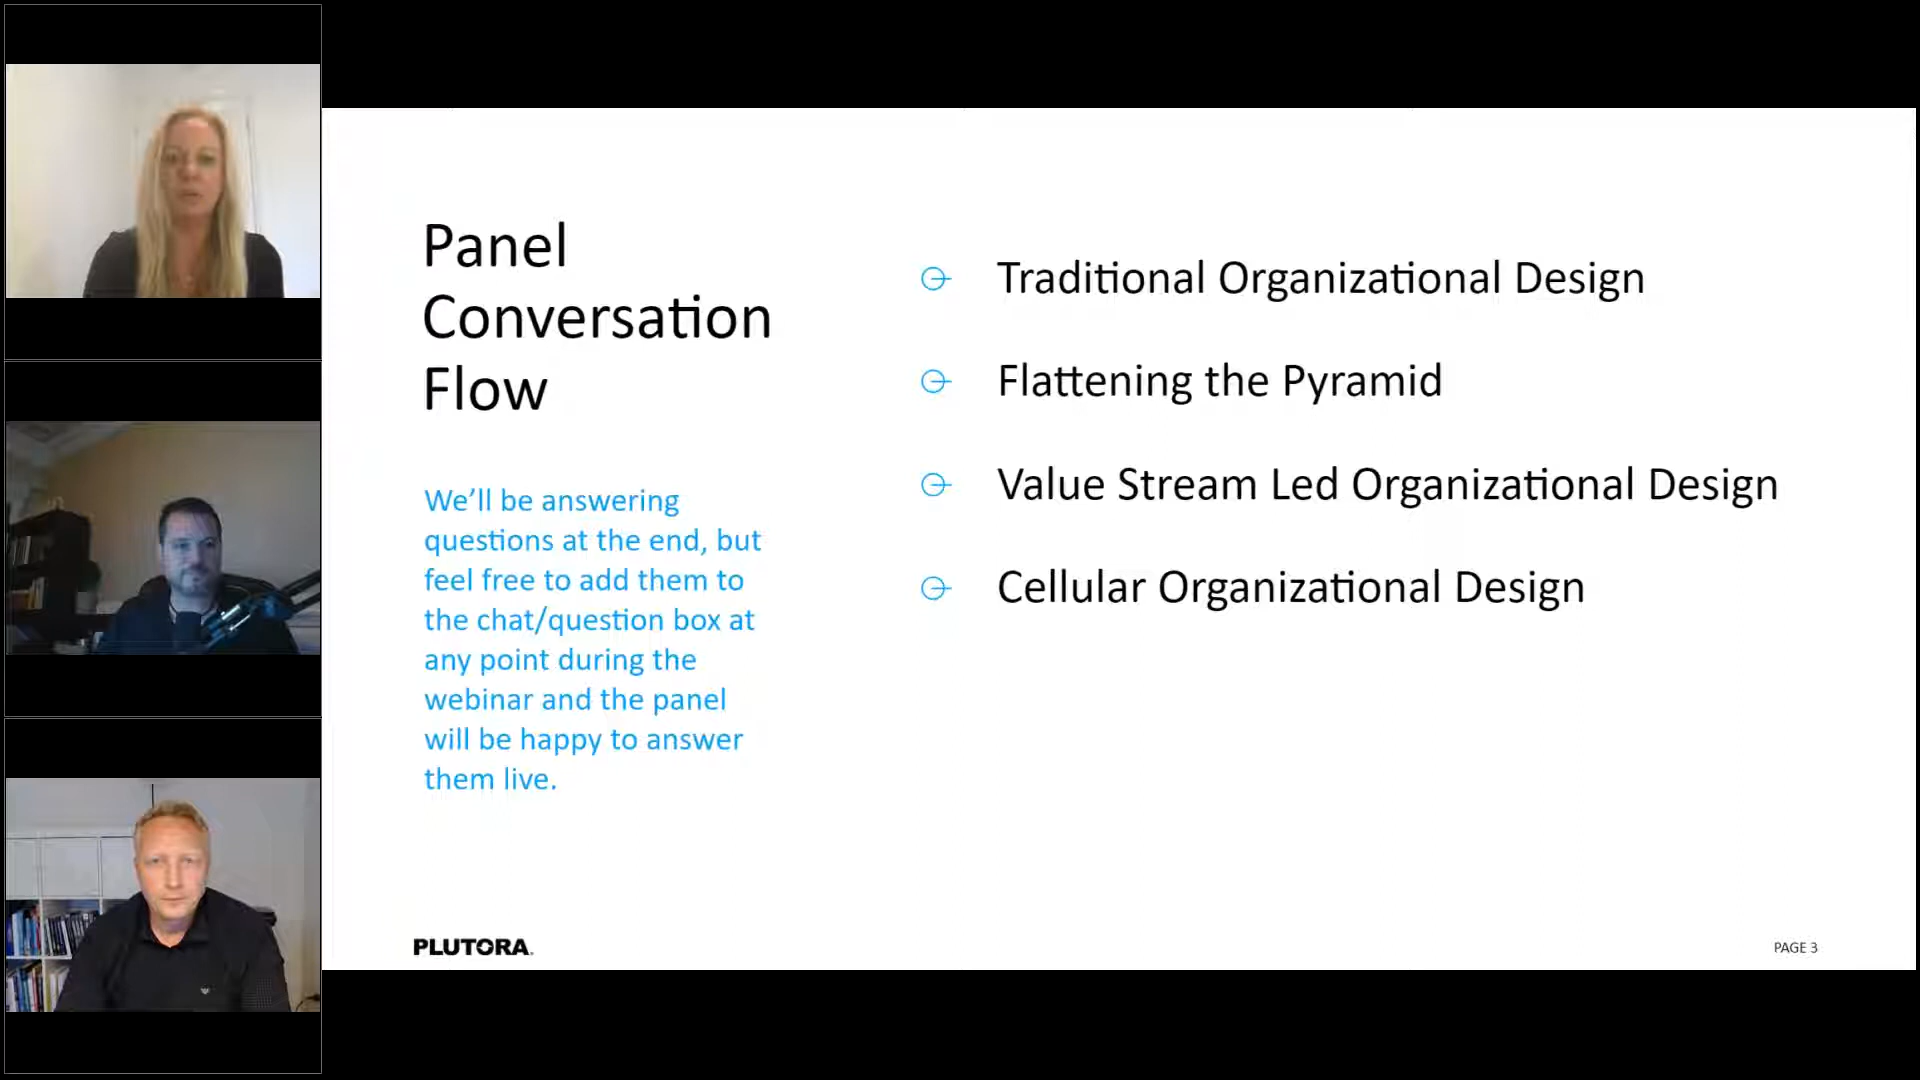 Panel
Conversation
Flow
We’ll be answering
questions at the end, but
feel free to add them to
the chat/question box at
any point during the
webinar and the panel
will be happy to answer
them live.
Traditional Organizational Design
Flattening the Pyramid
Value Stream Led Organizational Design
Cellular Organizational Design
PLUTORA
PAGE 3